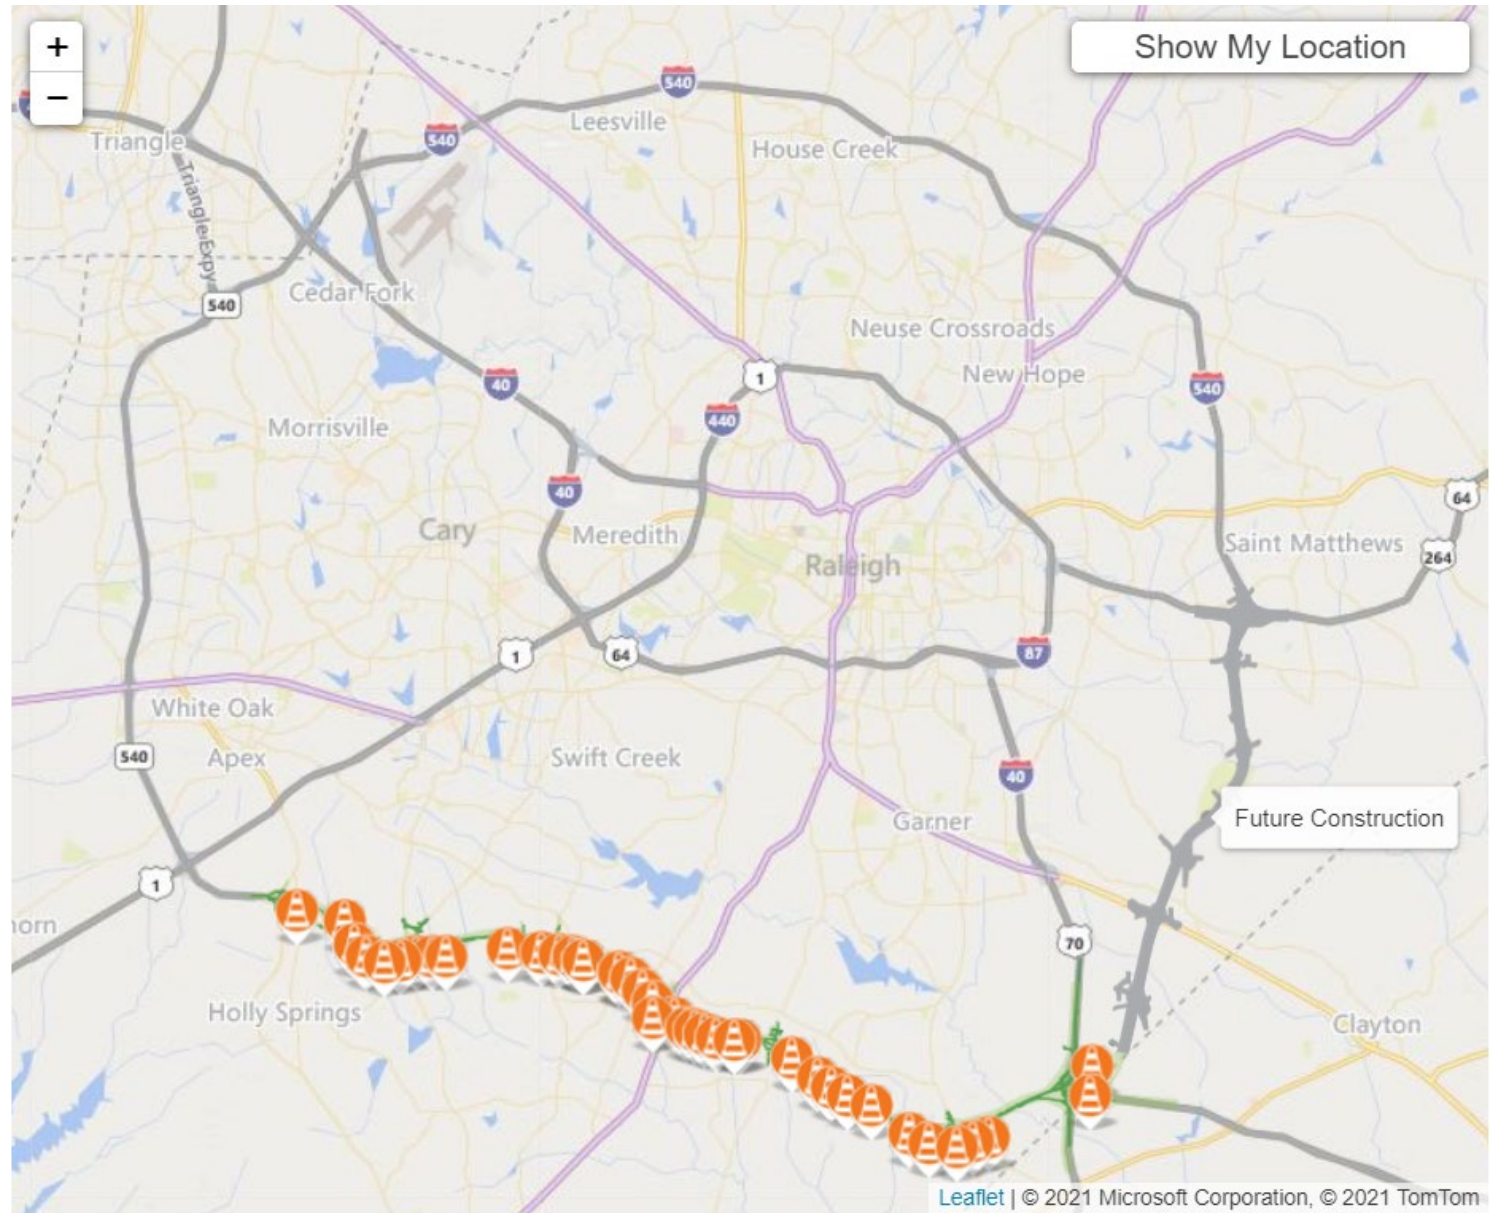 +
Show My Location
−
540
Leesville
540
Triangle
House Creek
Triangle Expy
Cedar Fork
540
Neuse Crossroads
1
New Hope
40
540
440
Morrisville
40
64
Cary
Meredith
Saint Matthews
264
Raleigh
1
64
87
White Oak
540
Apex
Swift Creek
40
Garner
Future Construction
1
horn
70
Holly Springs
Clayton
Leaflet | © 2021 Microsoft Corporation, © 2021 TomTom